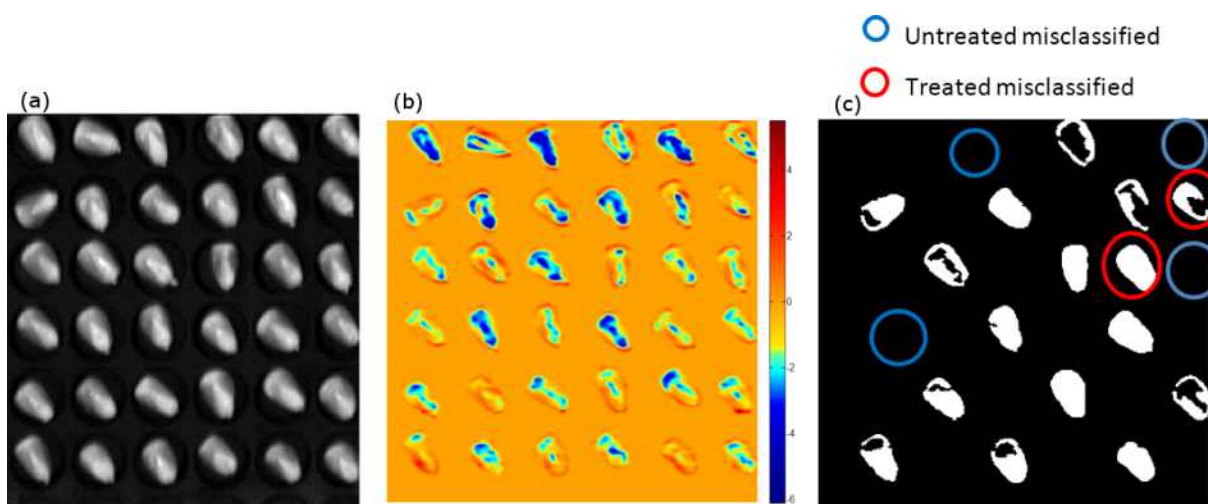 Untreated misclassified
Treated misclassified
(a)
(b)
(c)
4
2
0
-2
-4
-6